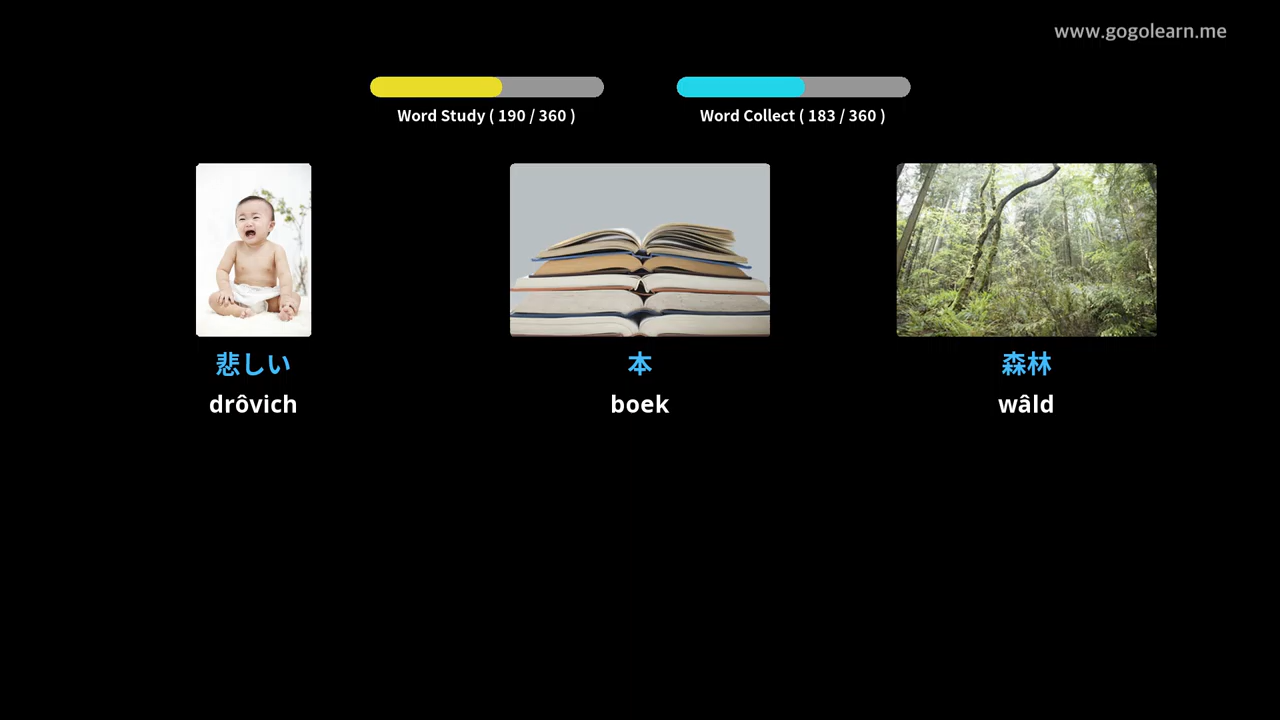 www.gogolearn.me
Word Study ( 190 / 360 )
Word Collect ( 183 / 360 )
悲しい
本
森林
drôvich
boek
wâld